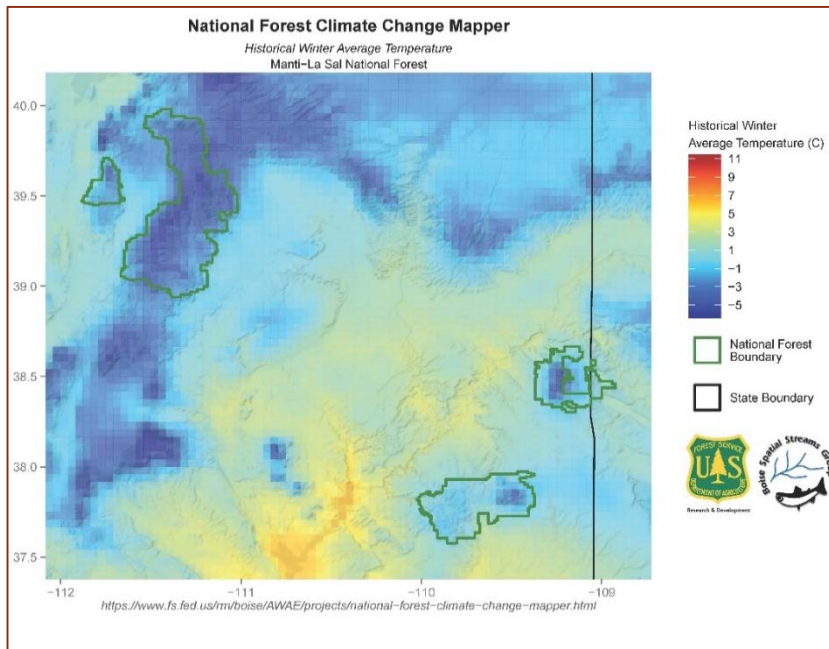 National Forest Climate Change Mapper
Historical Winter Average Temperature
Manti-La Sal National Forest
40.0
39.5
39.0
38.5
38.0
37.5
-112
-111
-110
-109
https://www.fs.fed.us/rm/boise/AWAE/projects/national-forest-climate-change-mapper.html
Historical Winter
Average Temperature (C)
11
9
7
5
3
1
-1
-3
-5
National Forest
Boundary
State Boundary
FOREST SERVICE
U S
DEPARTMENT OF AGRICULTURE
Research & Development
Boise Spatial Streams